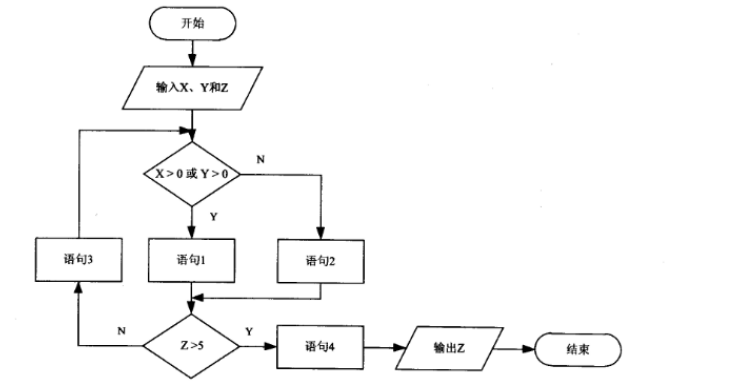 开始
输入X、Y和Z
X > 0 或 Y > 0
N
Y
语句3
语句1
语句2
N
Z >5
Y
语句4
输出Z
结束